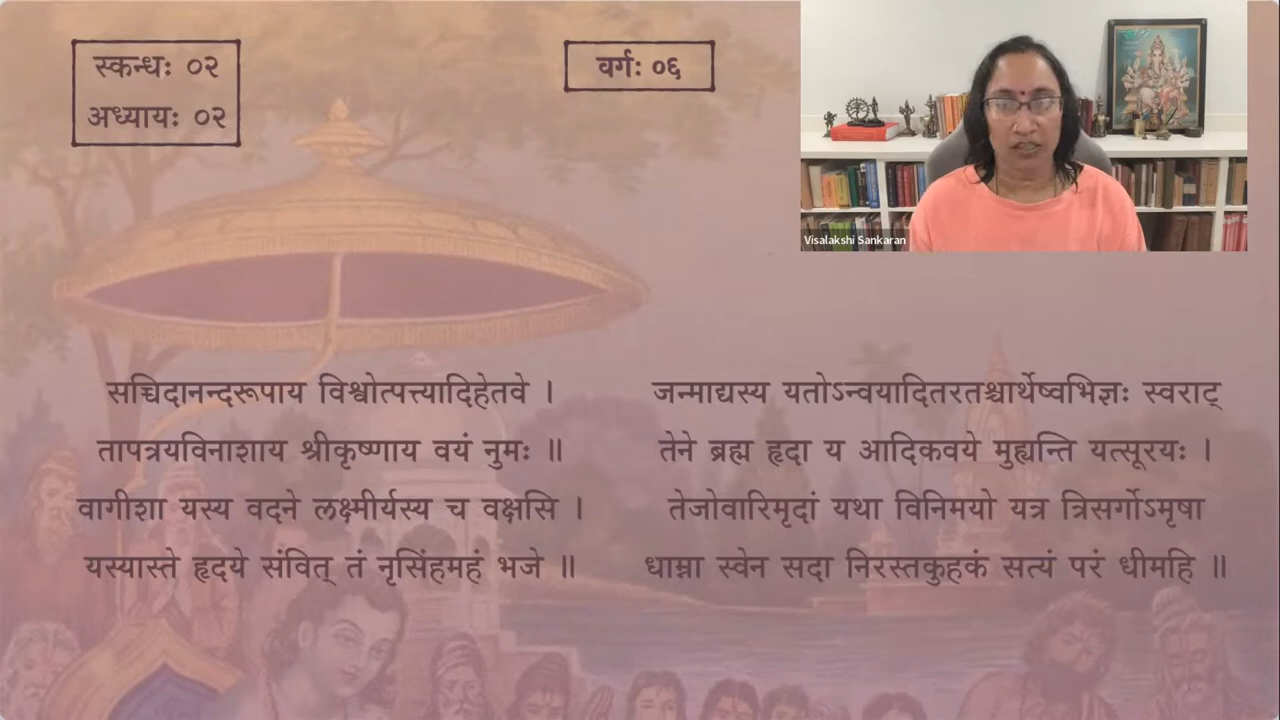 स्कन्धः ०२
अध्यायः ०२
वर्गः ०६
Visalakshi Sankaran
सच्चिदानन्दरूपाय विश्वोत्पत्त्यादिहेतवे ।
तापत्रयविनाशाय श्रीकृष्णाय वयं नुमः ॥
वागीशा यस्य वदने लक्ष्मीर्यस्य च वक्षसि ।
यस्यास्ते हृदये संवित् तं नृसिंहमहं भजे ॥
जन्माद्यस्य यतोऽन्वयादितरतश्चार्थेष्वभिज्ञः स्वराट्
तेने ब्रह्म हृदा य आदिकवये मुह्यन्ति यत्सूरयः ।
तेजोवारिमृदां यथा विनिमयो यत्र त्रिसर्गोऽमृषा
धाम्ना स्वेन सदा निरस्तकुहकं सत्यं परं धीमहि ॥